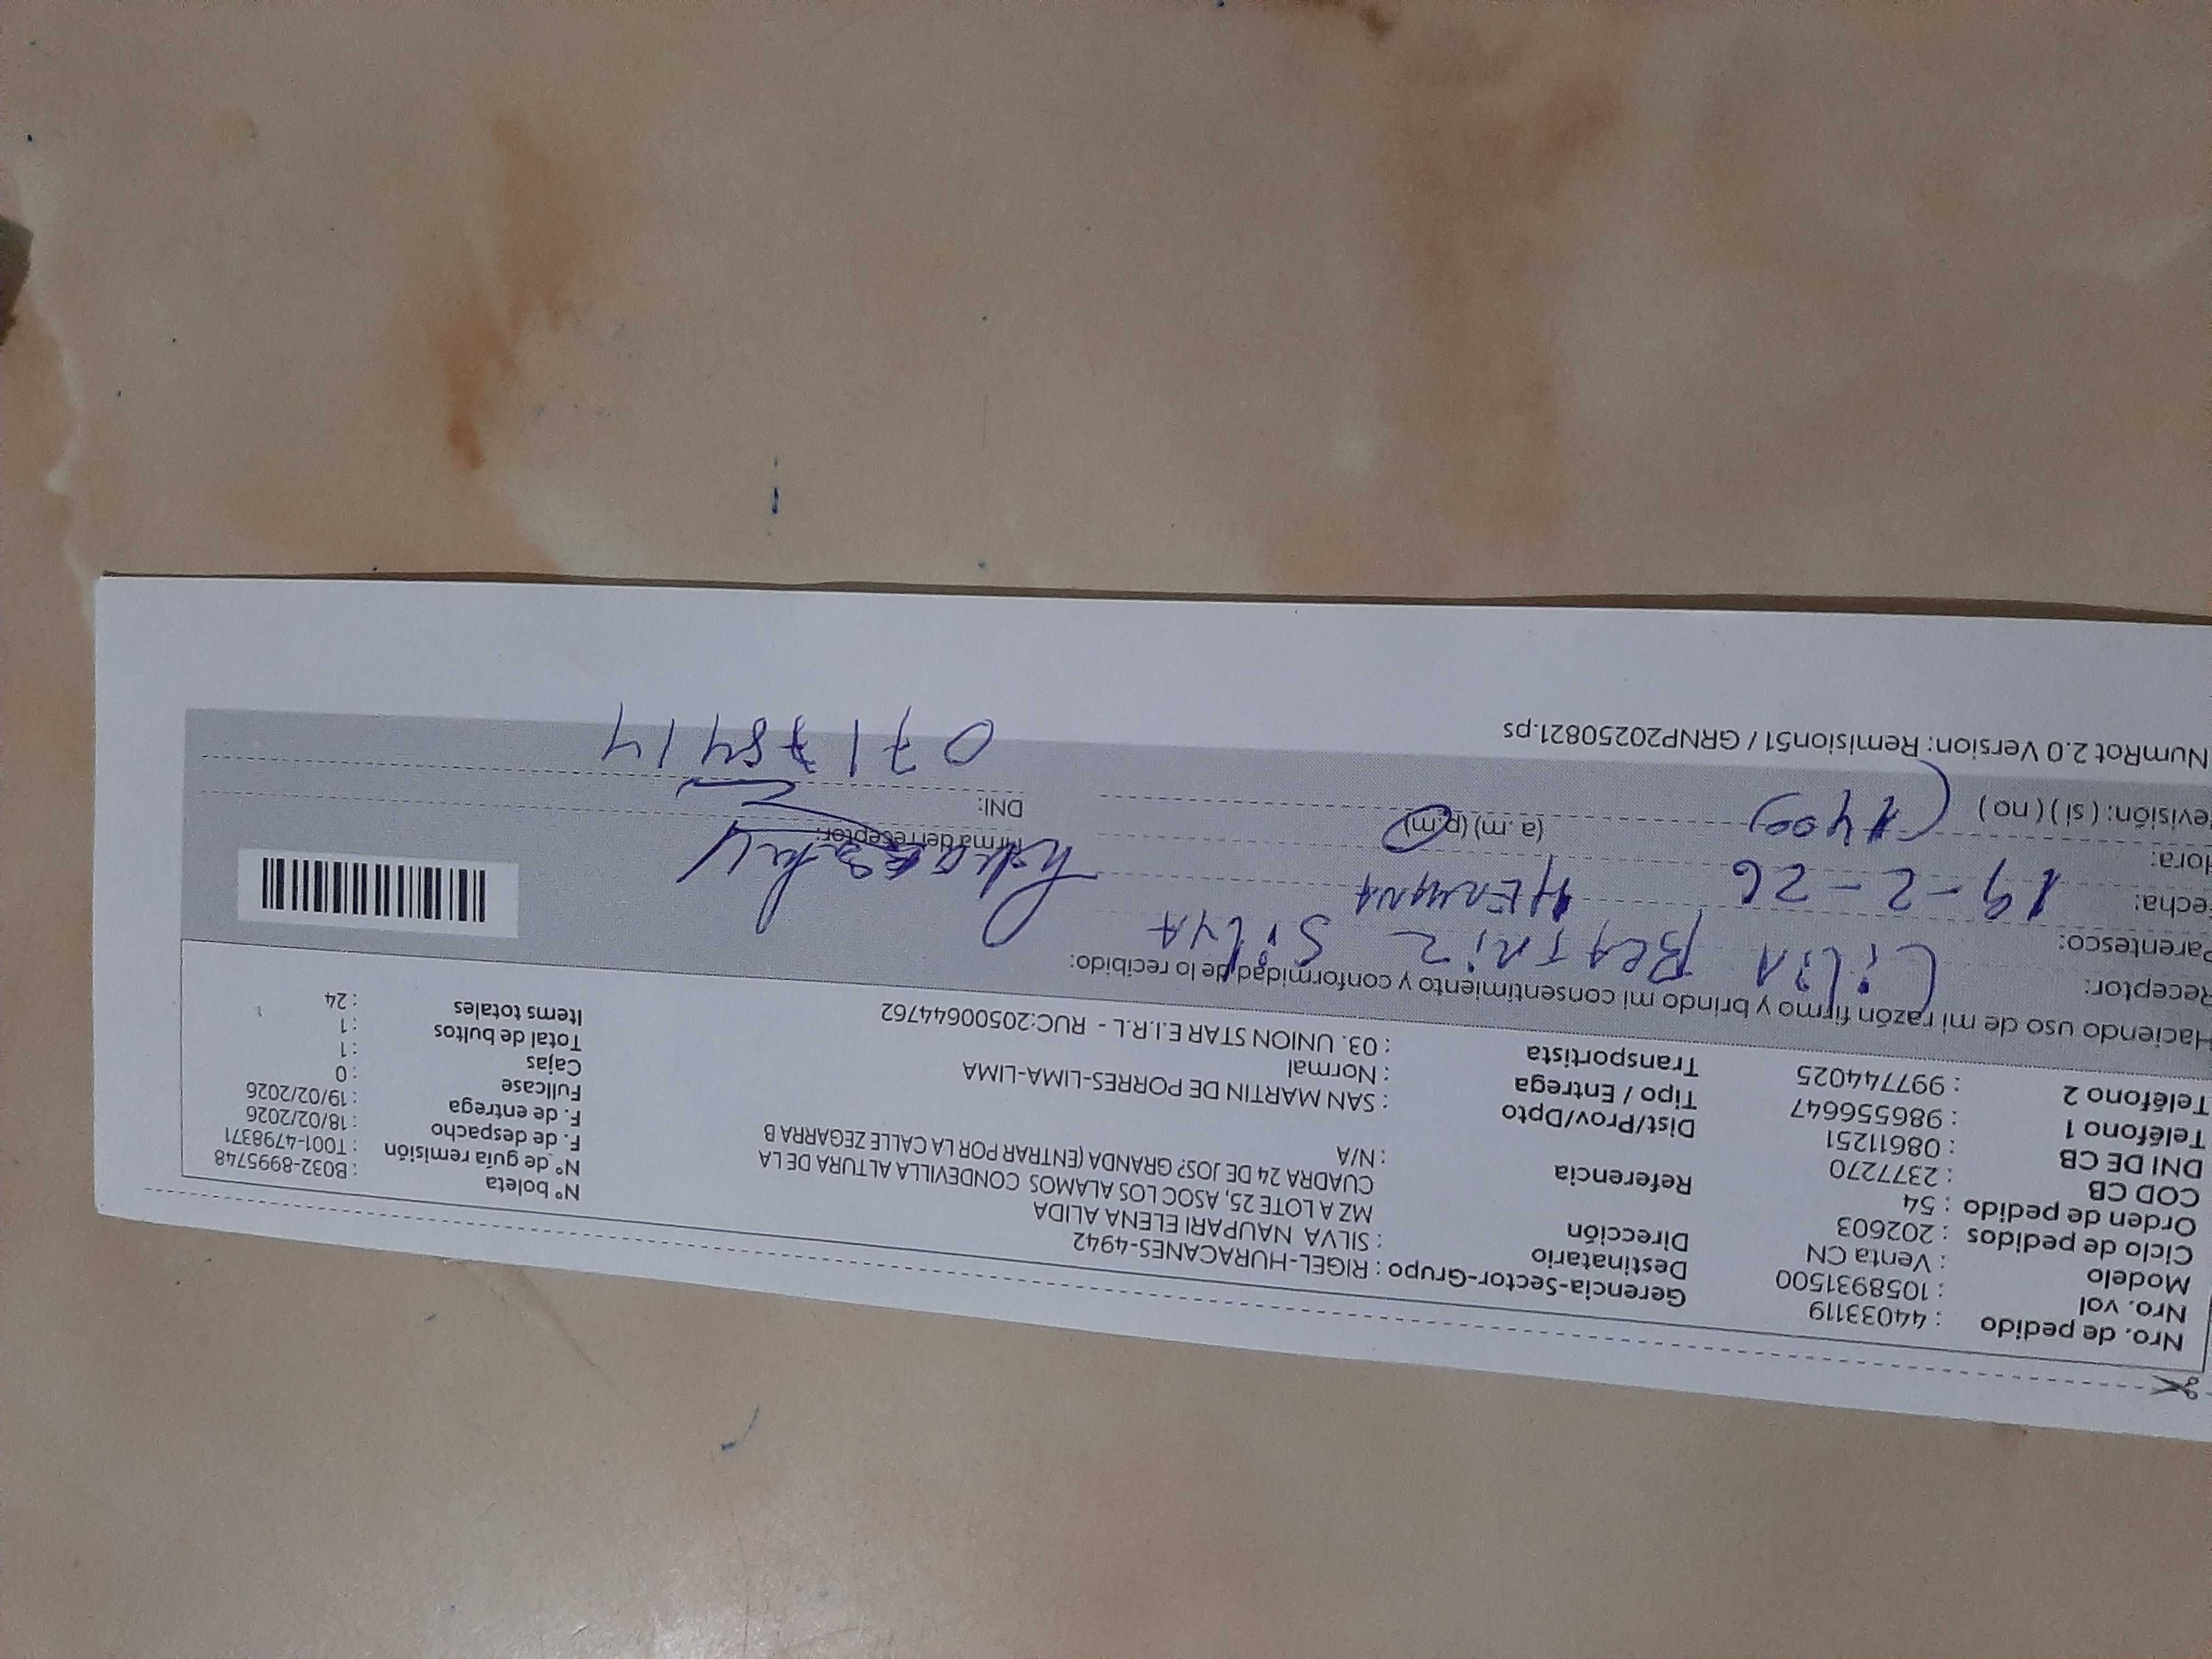 Nro. de pedido : 44033119
Nro. vol : 1058931500
Modelo : Venta CN
Ciclo de pedidos : 202603
Orden de pedido : 54
COD CB : 2377270
DNI DE CB : 08611251
Teléfono 1 : 986556647
Teléfono 2 : 997744025
Gerencia-Sector-Grupo : RIGEL-HURACANES-4942
Destinatario : SILVA NAUPARI ELENA ALIDA
Dirección MZ A LOTE 25, ASOC LOS ALAMOS CONDEVILLA ALTURA DE LA
CUADRA 24 DE JOS? GRANDA (ENTRAR POR LA CALLE ZEGARRA B
Referencia : N/A
Dist/Prov/Dpto : SAN MARTIN DE PORRES-LIMA-LIMA
Tipo / Entrega : Normal
Transportista : 03. UNION STAR E.I.R.L - RUC:20500644762
Nº boleta : B032-8995748
Nº de guía remisión : T001-4798371
F. de despacho : 18/02/2026
F. de entrega : 19/02/2026
Fullcase : 0
Cajas : 1
Total de bultos : 1
Items totales : 24
Haciendo uso de mi razón firmo y brindo mi consentimiento y conformidad de lo recibido:
Receptor: LiLiA BEATRiZ SiLVA
Parentesco: HERMANA
echa: 19-2-26
Hora: (a. m) (p.m)
evisión: ( si ) ( no )
Firma del receptor:
DNI: 07178414
NumRot 2.0 Version: Remision51 / GRNP20250821.ps